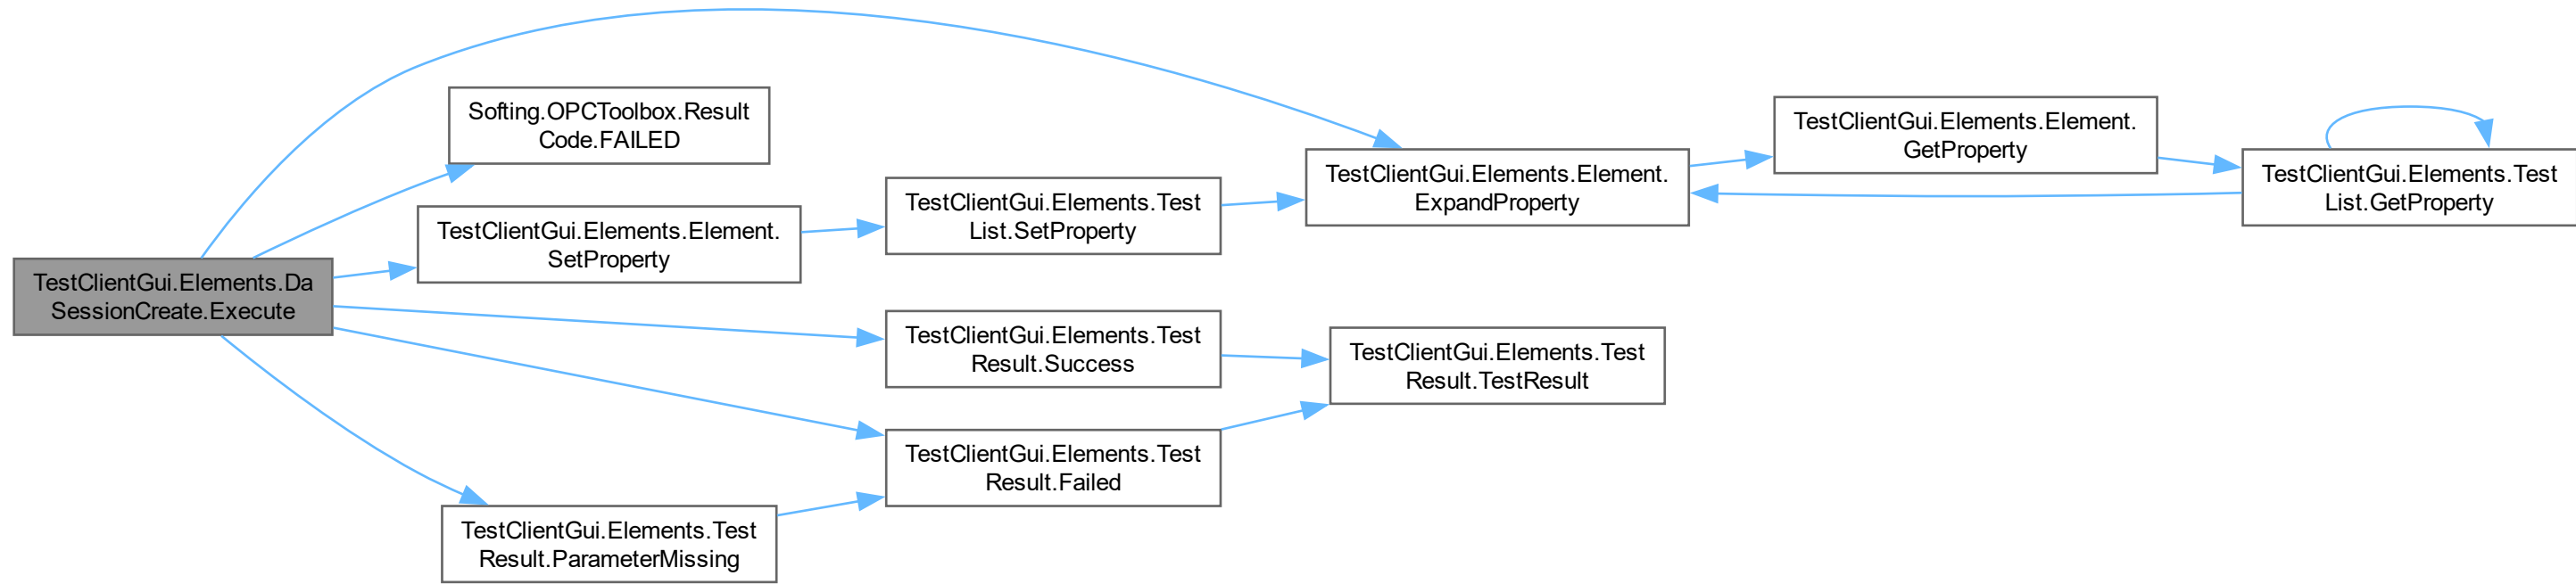 TestClientGui.Elements.Da
SessionCreate.Execute
Softing.OPCToolbox.Result
Code.FAILED
TestClientGui.Elements.Element.
SetProperty
TestClientGui.Elements.Test
List.SetProperty
TestClientGui.Elements.Element.
ExpandProperty
TestClientGui.Elements.Element.
GetProperty
TestClientGui.Elements.Test
List.GetProperty
TestClientGui.Elements.Test
Result.Success
TestClientGui.Elements.Test
Result.TestResult
TestClientGui.Elements.Test
Result.Failed
TestClientGui.Elements.Test
Result.ParameterMissing